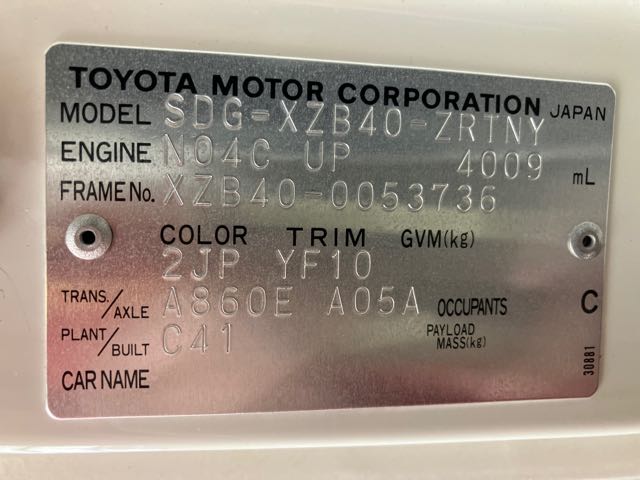 TOYOTA MOTOR CORPORATION JAPAN
MODEL SDG-XZB40-ZRTNY
ENGINE N04C UP 4009 mL
FRAME No. XZB40-0053736
COLOR TRIM GVM(kg)
2JP YF10
TRANS./AXLE A860E A05A OCCUPANTS C
PLANT/BUILT C41 PAYLOAD MASS(kg)
CAR NAME
30881